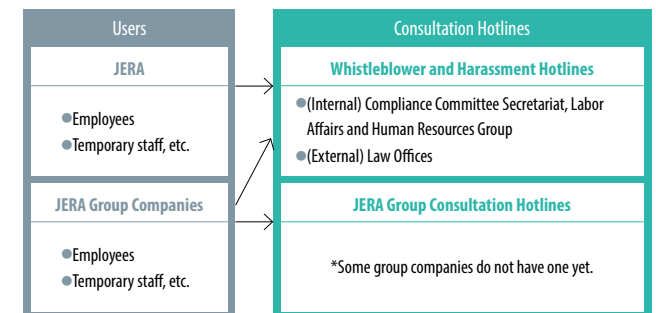 Users
JERA
●Employees
●Temporary staff, etc.
JERA Group Companies
●Employees
●Temporary staff, etc.
Consultation Hotlines
Whistleblower and Harassment Hotlines
●(Internal) Compliance Committee Secretariat, Labor
Affairs and Human Resources Group
●(External) Law Offices
JERA Group Consultation Hotlines
*Some group companies do not have one yet.